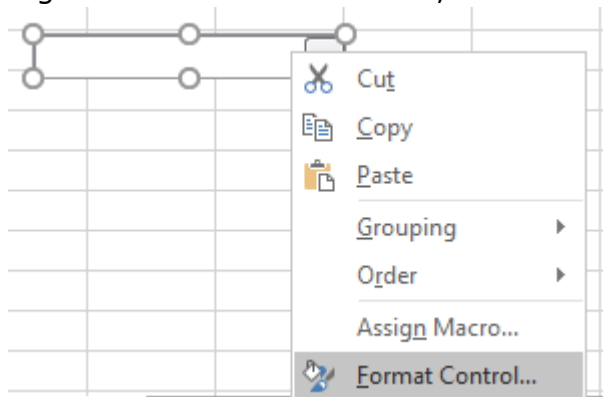 Cut
Copy
Paste
Grouping
Order
Assign Macro...
Format Control...